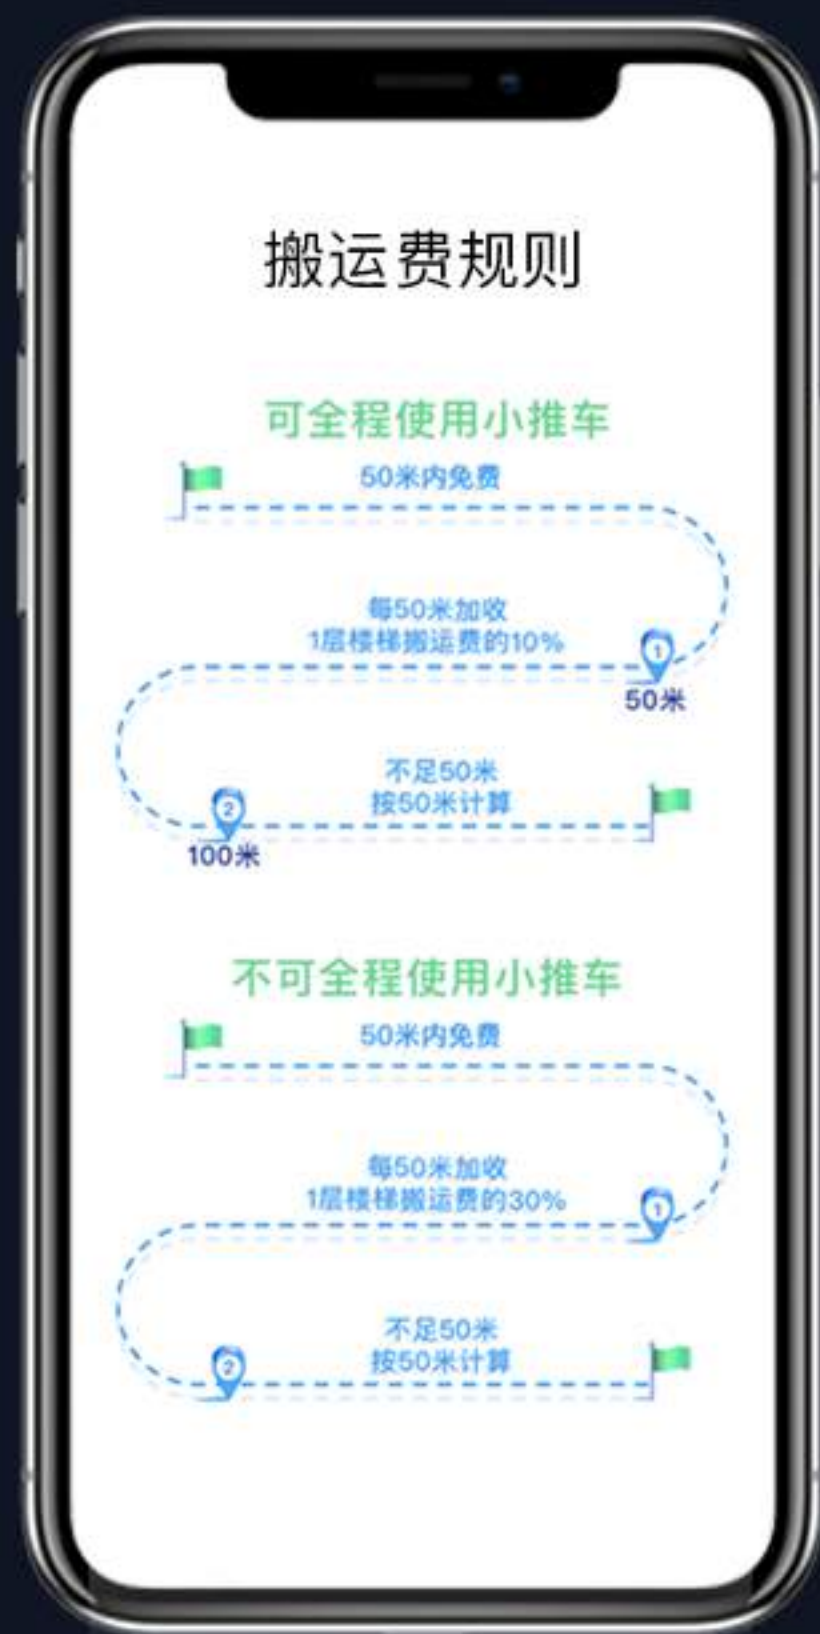 搬运费规则
可全程使用小推车
50米内免费
每50米加收
1层楼梯搬运费的10%
1
50米
不足50米
按50米计算
2
100米
不可全程使用小推车
50米内免费
每50米加收
1层楼梯搬运费的30%
1
不足50米
按50米计算
2